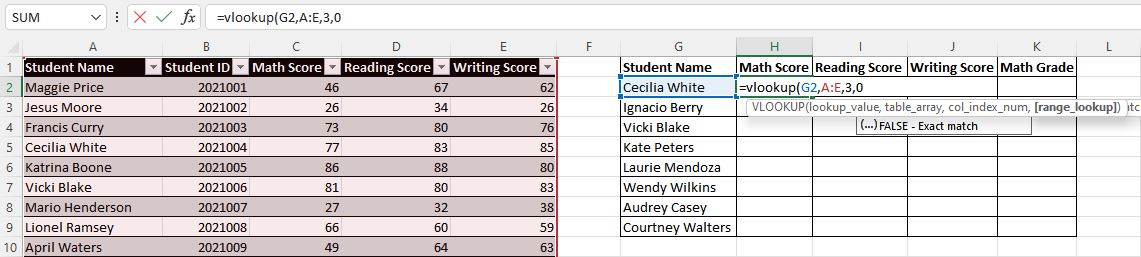 SUM =vlookup(G2,A:E,3,0
A B C D E F G H I J K L
1 Student Name Student ID Math Score Reading Score Writing Score Student Name Math Score Reading Score Writing Score Math Grade
2 Maggie Price 2021001 46 67 62 Cecilia White =vlookup(G2,A:E,3,0
3 Jesus Moore 2021002 26 34 26 Ignacio Berry VLOOKUP(lookup_value, table_array, col_index_num, [range_lookup])
4 Francis Curry 2021003 73 80 76 Vicki Blake (...) FALSE - Exact match
5 Cecilia White 2021004 77 83 85 Kate Peters
6 Katrina Boone 2021005 86 88 80 Laurie Mendoza
7 Vicki Blake 2021006 81 80 83 Wendy Wilkins
8 Mario Henderson 2021007 27 32 38 Audrey Casey
9 Lionel Ramsey 2021008 66 60 59 Courtney Walters
10 April Waters 2021009 49 64 63